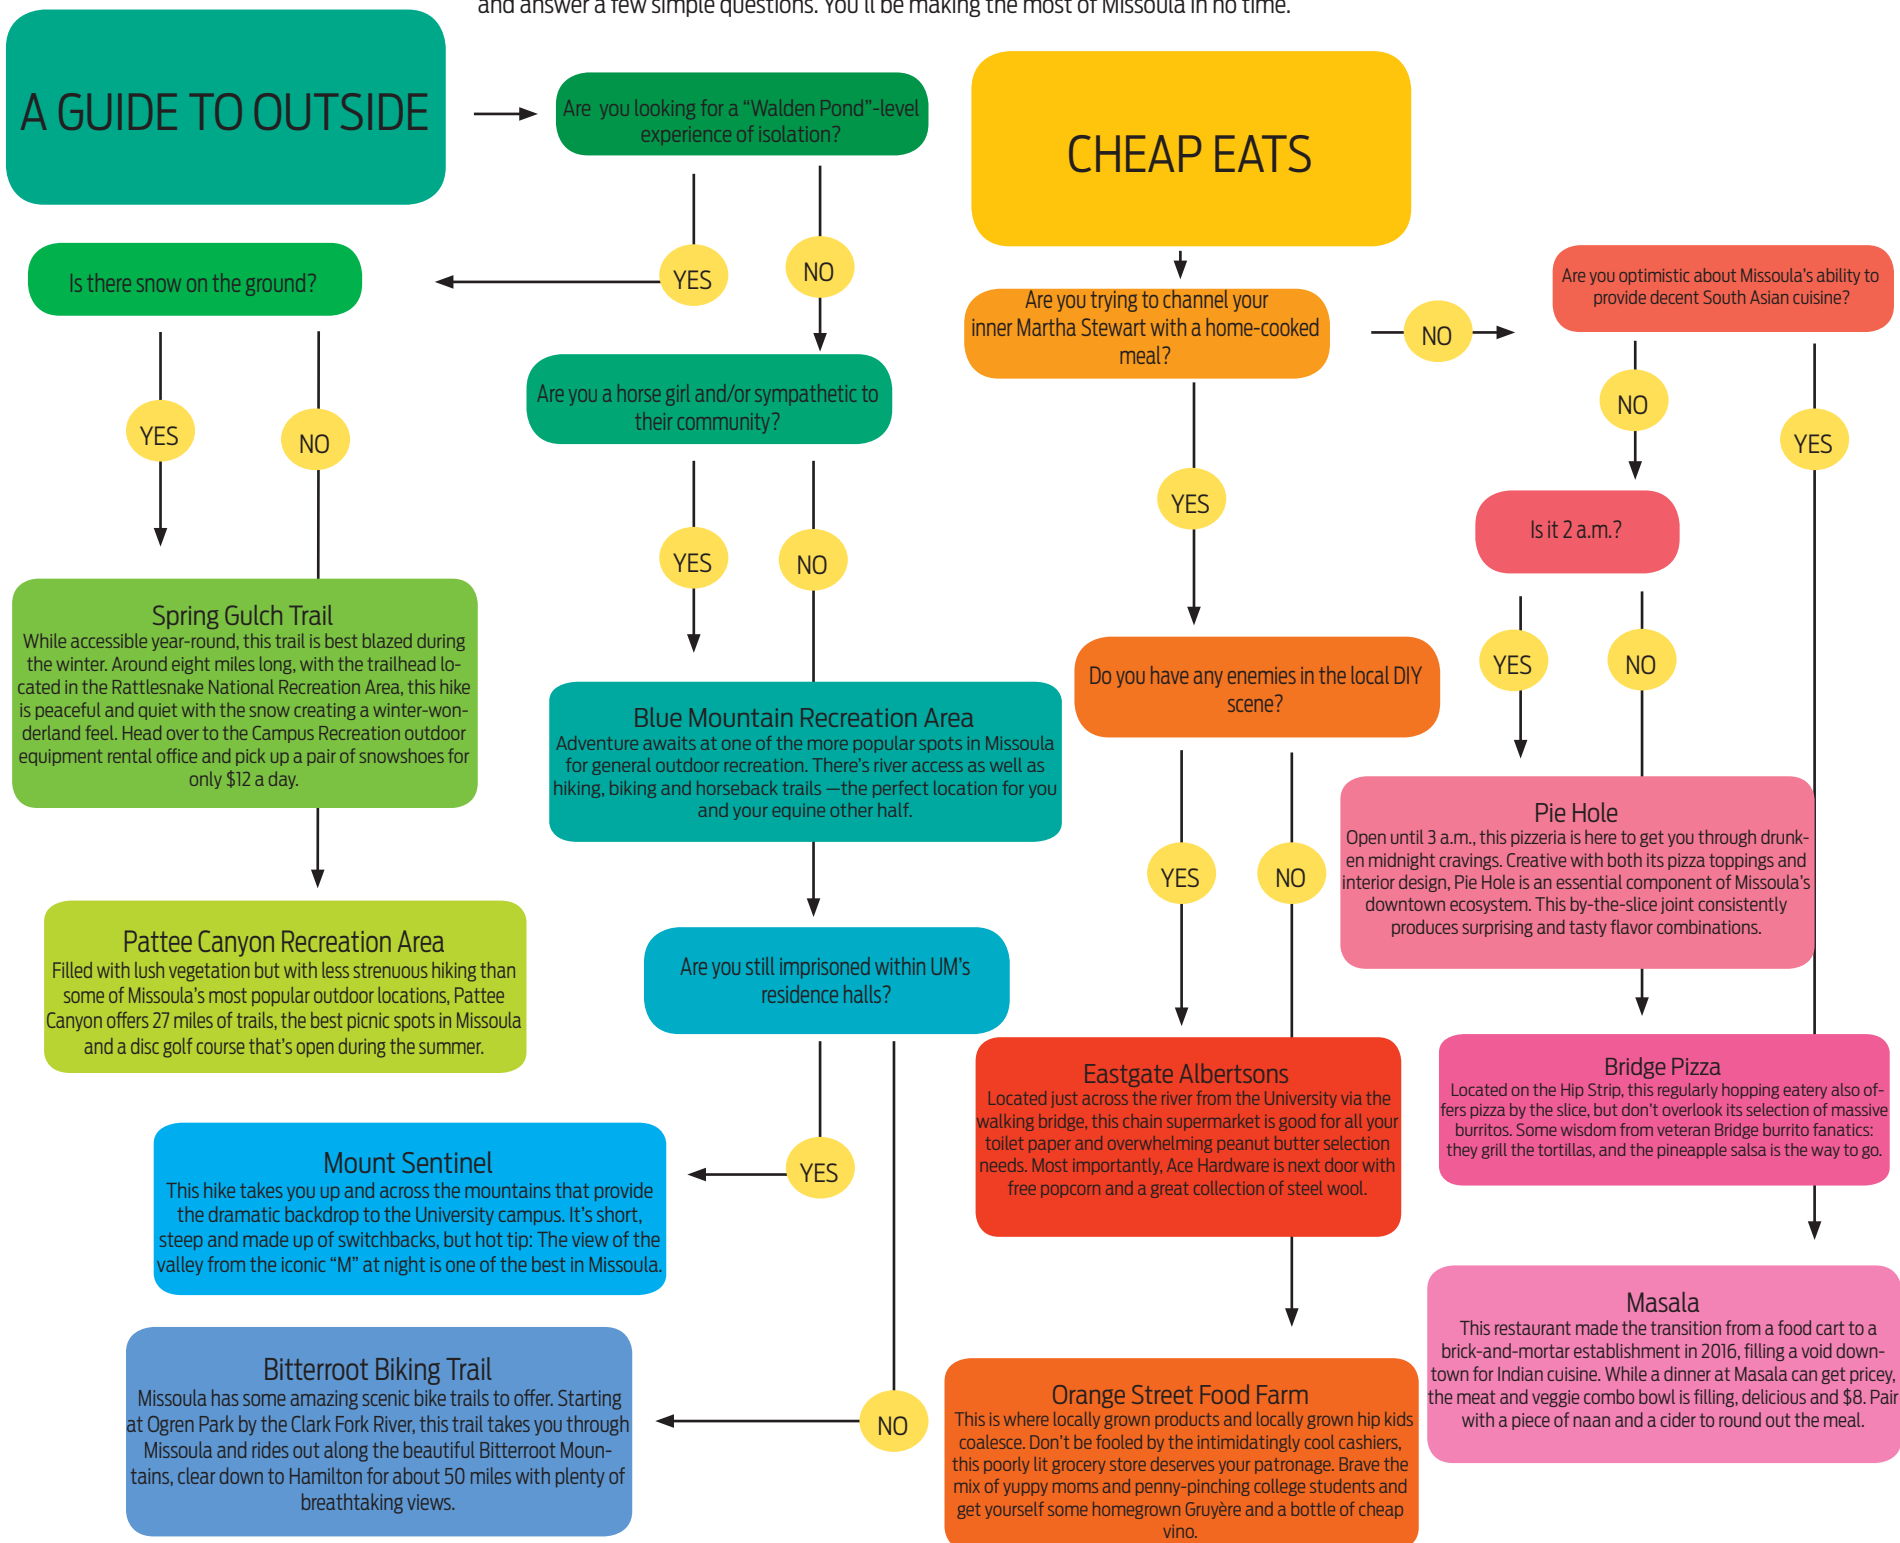 and answer a few simple questions. You'll be making the most of Missoula in no time.
A GUIDE TO OUTSIDE
Are you looking for a “Walden Pond”-level
experience of isolation?
YES
NO
Is there snow on the ground?
YES
NO
Are you a horse girl and/or sympathetic to
their community?
YES
NO
Spring Gulch Trail
While accessible year-round, this trail is best blazed during
the winter. Around eight miles long, with the trailhead lo-
cated in the Rattlesnake National Recreation Area, this hike
is peaceful and quiet with the snow creating a winter-won-
derland feel. Head over to the Campus Recreation outdoor
equipment rental office and pick up a pair of snowshoes for
only $12 a day.
Pattee Canyon Recreation Area
Filled with lush vegetation but with less strenuous hiking than
some of Missoula's most popular outdoor locations, Pattee
Canyon offers 27 miles of trails, the best picnic spots in Missoula
and a disc golf course that's open during the summer.
Blue Mountain Recreation Area
Adventure awaits at one of the more popular spots in Missoula
for general outdoor recreation. There's river access as well as
hiking, biking and horseback trails —the perfect location for you
and your equine other half.
Are you still imprisoned within UM's
residence halls?
YES
NO
Mount Sentinel
This hike takes you up and across the mountains that provide
the dramatic backdrop to the University campus. It's short,
steep and made up of switchbacks, but hot tip: The view of the
valley from the iconic “M” at night is one of the best in Missoula.
Bitterroot Biking Trail
Missoula has some amazing scenic bike trails to offer. Starting
at Ogren Park by the Clark Fork River, this trail takes you through
Missoula and rides out along the beautiful Bitterroot Moun-
tains, clear down to Hamilton for about 50 miles with plenty of
breathtaking views.
CHEAP EATS
Are you trying to channel your
inner Martha Stewart with a home-cooked
meal?
NO
YES
Are you optimistic about Missoula's ability to
provide decent South Asian cuisine?
NO
YES
Is it 2 a.m.?
YES
NO
Do you have any enemies in the local DIY
scene?
YES
NO
Pie Hole
Open until 3 a.m., this pizzeria is here to get you through drunk-
en midnight cravings. Creative with both its pizza toppings and
interior design, Pie Hole is an essential component of Missoula's
downtown ecosystem. This by-the-slice joint consistently
produces surprising and tasty flavor combinations.
Eastgate Albertsons
Located just across the river from the University via the
walking bridge, this chain supermarket is good for all your
toilet paper and overwhelming peanut butter selection
needs. Most importantly, Ace Hardware is next door with
free popcorn and a great collection of steel wool.
Bridge Pizza
Located on the Hip Strip, this regularly hopping eatery also of-
fers pizza by the slice, but don't overlook its selection of massive
burritos. Some wisdom from veteran Bridge burrito fanatics:
they grill the tortillas, and the pineapple salsa is the way to go.
Masala
This restaurant made the transition from a food cart to a
brick-and-mortar establishment in 2016, filling a void down-
town for Indian cuisine. While a dinner at Masala can get pricey,
the meat and veggie combo bowl is filling, delicious and $8. Pair
with a piece of naan and a cider to round out the meal.
Orange Street Food Farm
This is where locally grown products and locally grown hip kids
coalesce. Don't be fooled by the intimidatingly cool cashiers,
this poorly lit grocery store deserves your patronage. Brave the
mix of yuppy moms and penny-pinching college students and
get yourself some homegrown Gruyère and a bottle of cheap
vino.